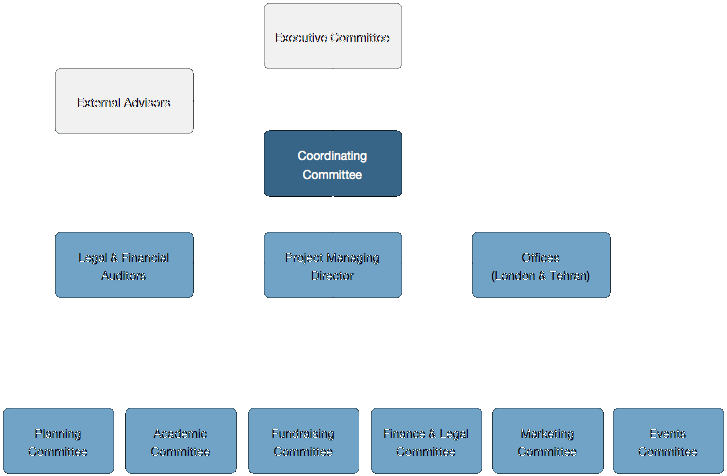 Executive Committee
External Advisors
Coordinating
Committee
Legal & Financial
Auditors
Project Managing
Director
Offices
(London & Tehran)
Planning
Committee
Academic
Committee
Fundraising
Committee
Finance & Legal
Committee
Marketing
Committee
Events
Committee